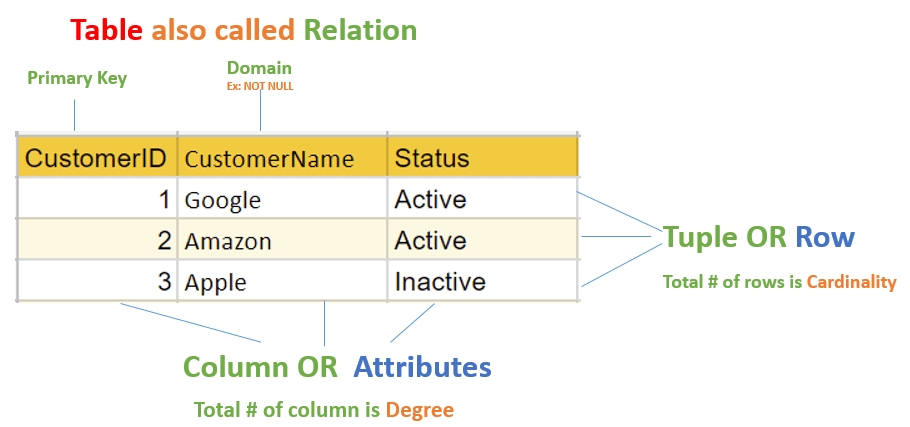 Table also called Relation
Primary Key
Domain
Ex: NOT NULL
CustomerID CustomerName Status
1 Google Active
2 Amazon Active
3 Apple Inactive
Tuple OR Row
Total # of rows is Cardinality
Column OR Attributes
Total # of column is Degree